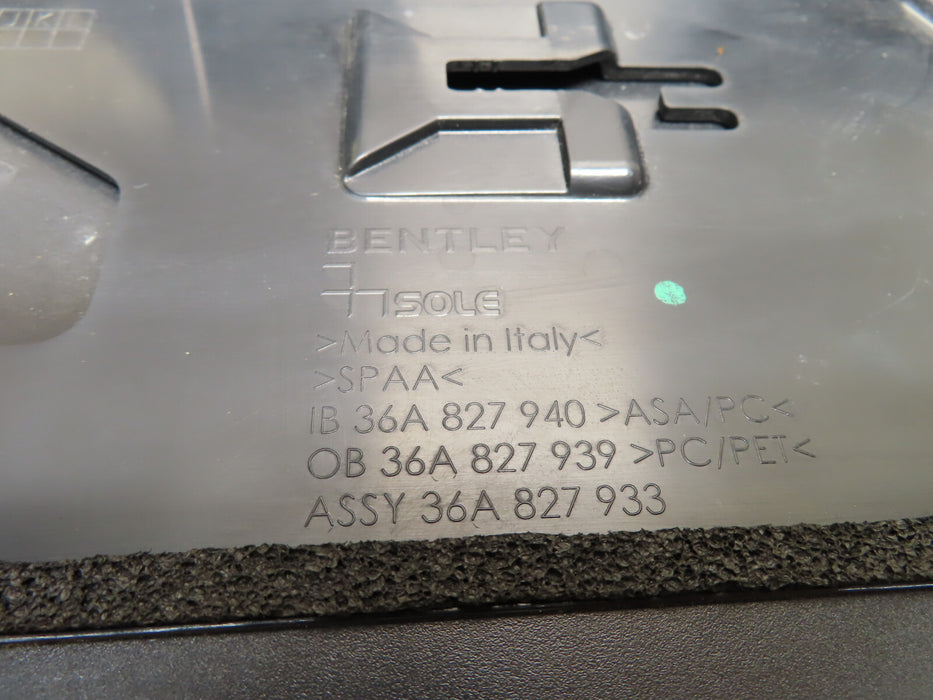 BENTLEY
SOLE
>Made in Italy<
>SPAA<
IB 36A 827 940 >ASA/PC<
OB 36A 827 939 >PC/PET<
ASSY 36A 827 933